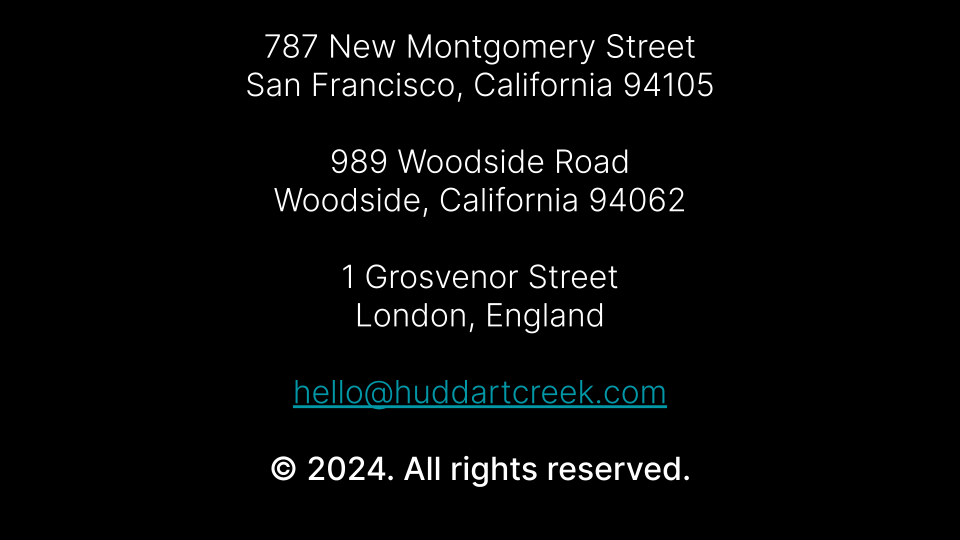 787 New Montgomery Street
San Francisco, California 94105
989 Woodside Road
Woodside, California 94062
1 Grosvenor Street
London, England
hello@huddartcreek.com
© 2024. All rights reserved.